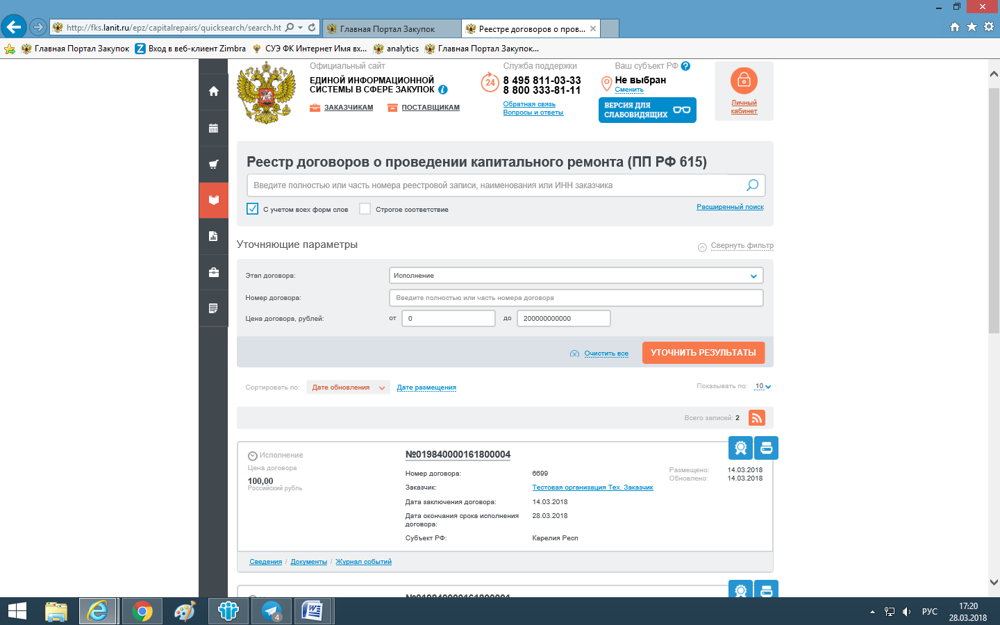 http://fks.lanit.ru/epz/capitalrepairs/quicksearch/search.ht
Главная Портал Закупок
Реестре договоров о пров...
Главная Портал Закупок
Вход в веб-клиент Zimbra
СУЭ ФК Интернет Имя вх...
analytics
Главная Портал Закупок...
Официальный сайт
ЕДИНОЙ ИНФОРМАЦИОННОЙ
СИСТЕМЫ В СФЕРЕ ЗАКУПОК
ЗАКАЗЧИКАМ
ПОСТАВЩИКАМ
24
Служба поддержки
8 495 811-03-33
8 800 333-81-11
Обратная связь
Вопросы и ответы
Ваш субъект РФ ?
Не выбран
Сменить
ВЕРСИЯ ДЛЯ
СЛАБОВИДЯЩИХ
Личный
кабинет
Реестр договоров о проведении капитального ремонта (ПП РФ 615)
Введите полностью или часть номера реестровой записи, наименования или ИНН заказчика
С учетом всех форм слов
Строгое соответствие
Расширенный поиск
Уточняющие параметры
Свернуть фильтр
Этап договора:
Исполнение
Номер договора:
Введите полностью или часть номера договора
Цена договора, рублей:
от 0 до 200000000000
Очистить все
УТОЧНИТЬ РЕЗУЛЬТАТЫ
Сортировать по: Дате обновления Дате размещения
Показывать по: 10
Всего записей: 2
Исполнение
Цена договора
100,00
Российский рубль
№019840000161800004
Номер договора: 6699
Заказчик: Тестовая организация Тех. Заказчик
Дата заключения договора: 14.03.2018
Дата окончания срока исполнения
договора:
28.03.2018
Субъект РФ: Карелия Респ
Размещено: 14.03.2018
Обновлено: 14.03.2018
Сведения / Документы / Журнал событий
4
РУС
17:20
28.03.2018